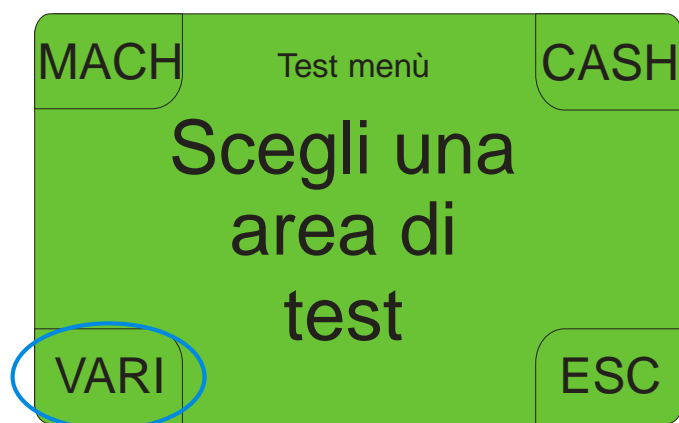 MACH
Test menù
CASH
Scegli una
area di
test
VARI
ESC